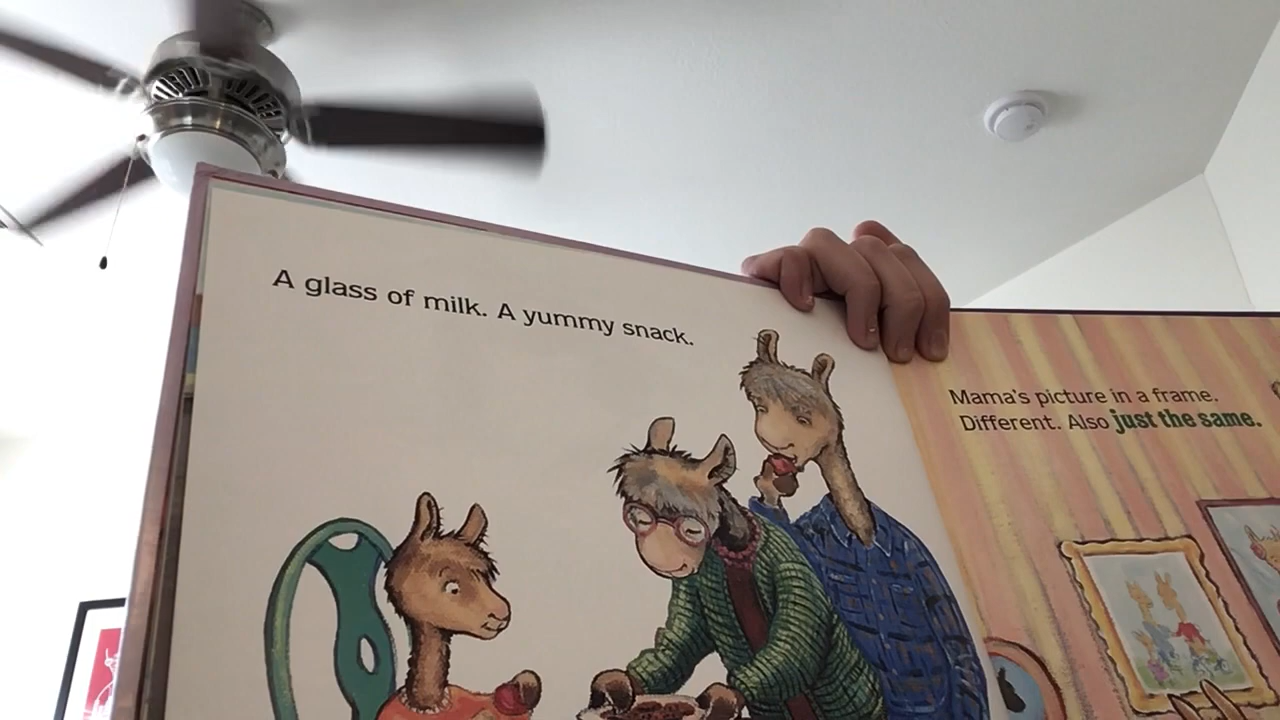 A glass of milk. A yummy snack.
Mama's picture in a frame.
Different. Also just the same.